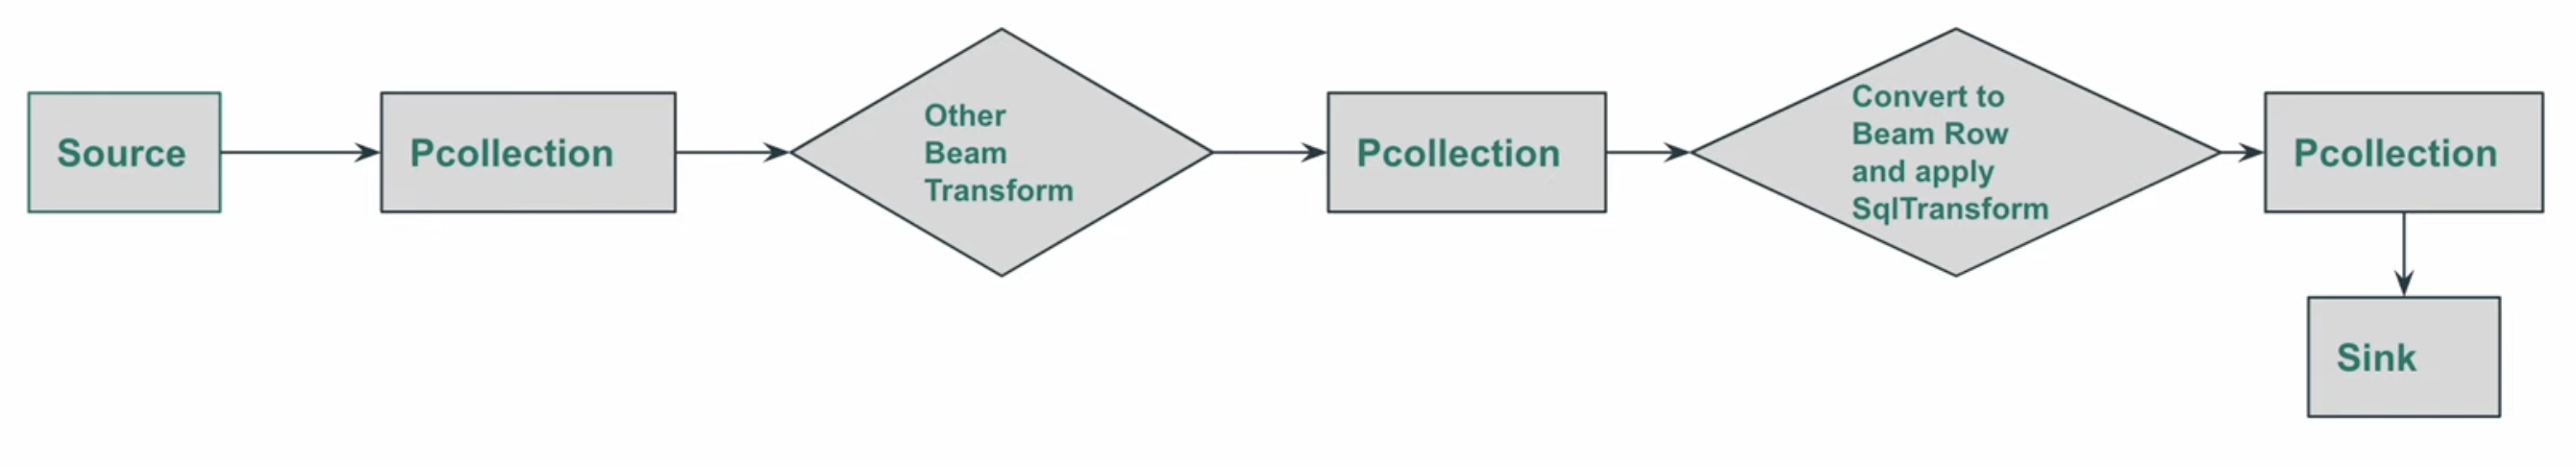 Source
Pcollection
Other
Beam
Transform
Pcollection
Convert to
Beam Row
and apply
SqlTransform
Pcollection
Sink